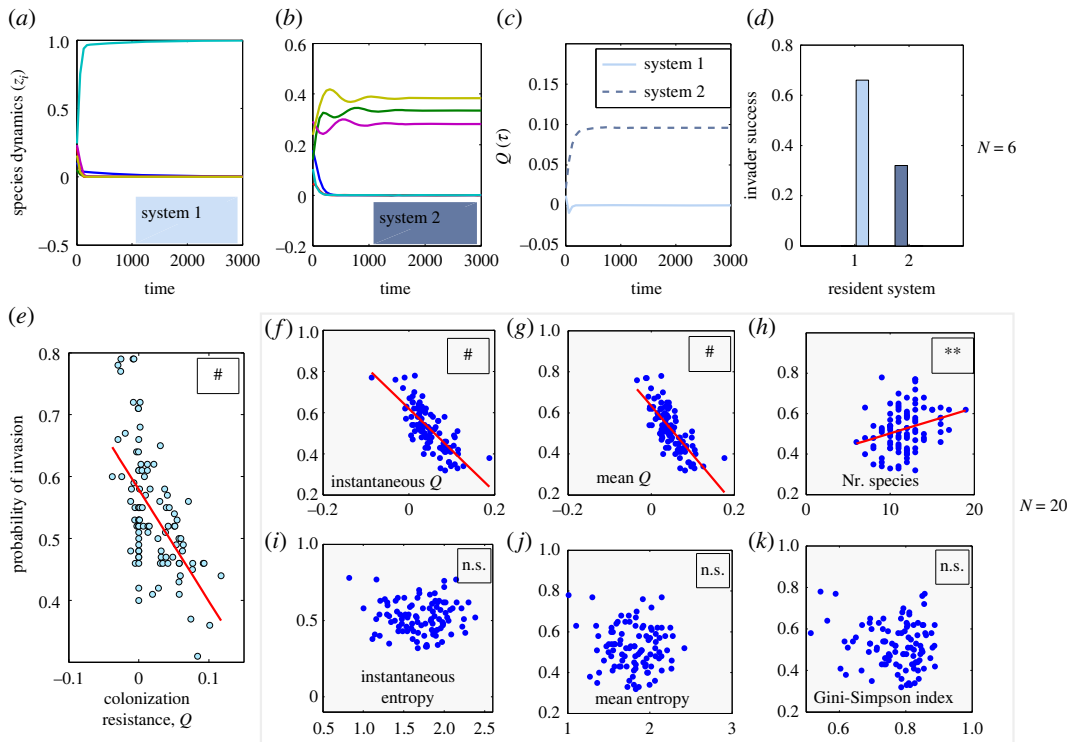 (a) (b) (c) (d)
species dynamics (z_i)
1.0
0.5
0
−0.5
0 1000 2000 3000
time
system 1
0.6
0.4
0.2
0
−0.2
0 1000 2000 3000
time
system 2
Q (τ)
0.15
0.10
0.05
0
−0.05
0 1000 2000 3000
time
system 1
system 2
invader success
0.8
0.6
0.4
0.2
0
1 2
resident system
N = 6
(e) (f) (g) (h)
probability of invasion
0.8
0.7
0.6
0.5
0.4
−0.1 0 0.1
colonization
resistance, Q
#
1.0
0.8
0.6
0.4
0.2
−0.2 0 0.2
#
instantaneous Q
1.0
0.8
0.6
0.4
0.2
−0.2 0 0.2
#
mean Q
1.0
0.8
0.6
0.4
0.2
0 10 20
**
Nr. species
N = 20
(i) (j) (k)
1.0
0.5
0
0.5 1.0 1.5 2.0 2.5
n.s.
instantaneous
entropy
1.0
0.8
0.6
0.4
0.2
1 2 3
n.s.
mean entropy
1.0
0.8
0.6
0.4
0.2
0.6 0.8 1.0
n.s.
Gini-Simpson index